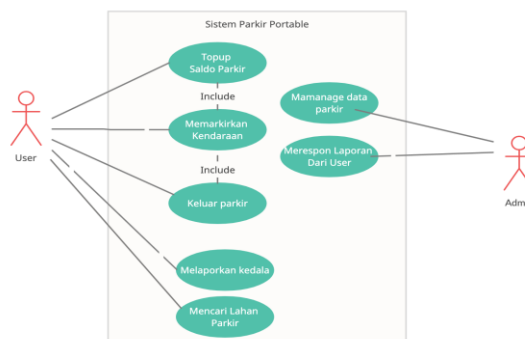 Sistem Parkir Portable
Topup
Saldo Parkir
Include
Memarkirkan
Kendaraan
Include
Keluar parkir
Melaporkan kedala
Mencari Lahan
Parkir
Mamanage data
parkir
Merespon Laporan
Dari User
User
Adm